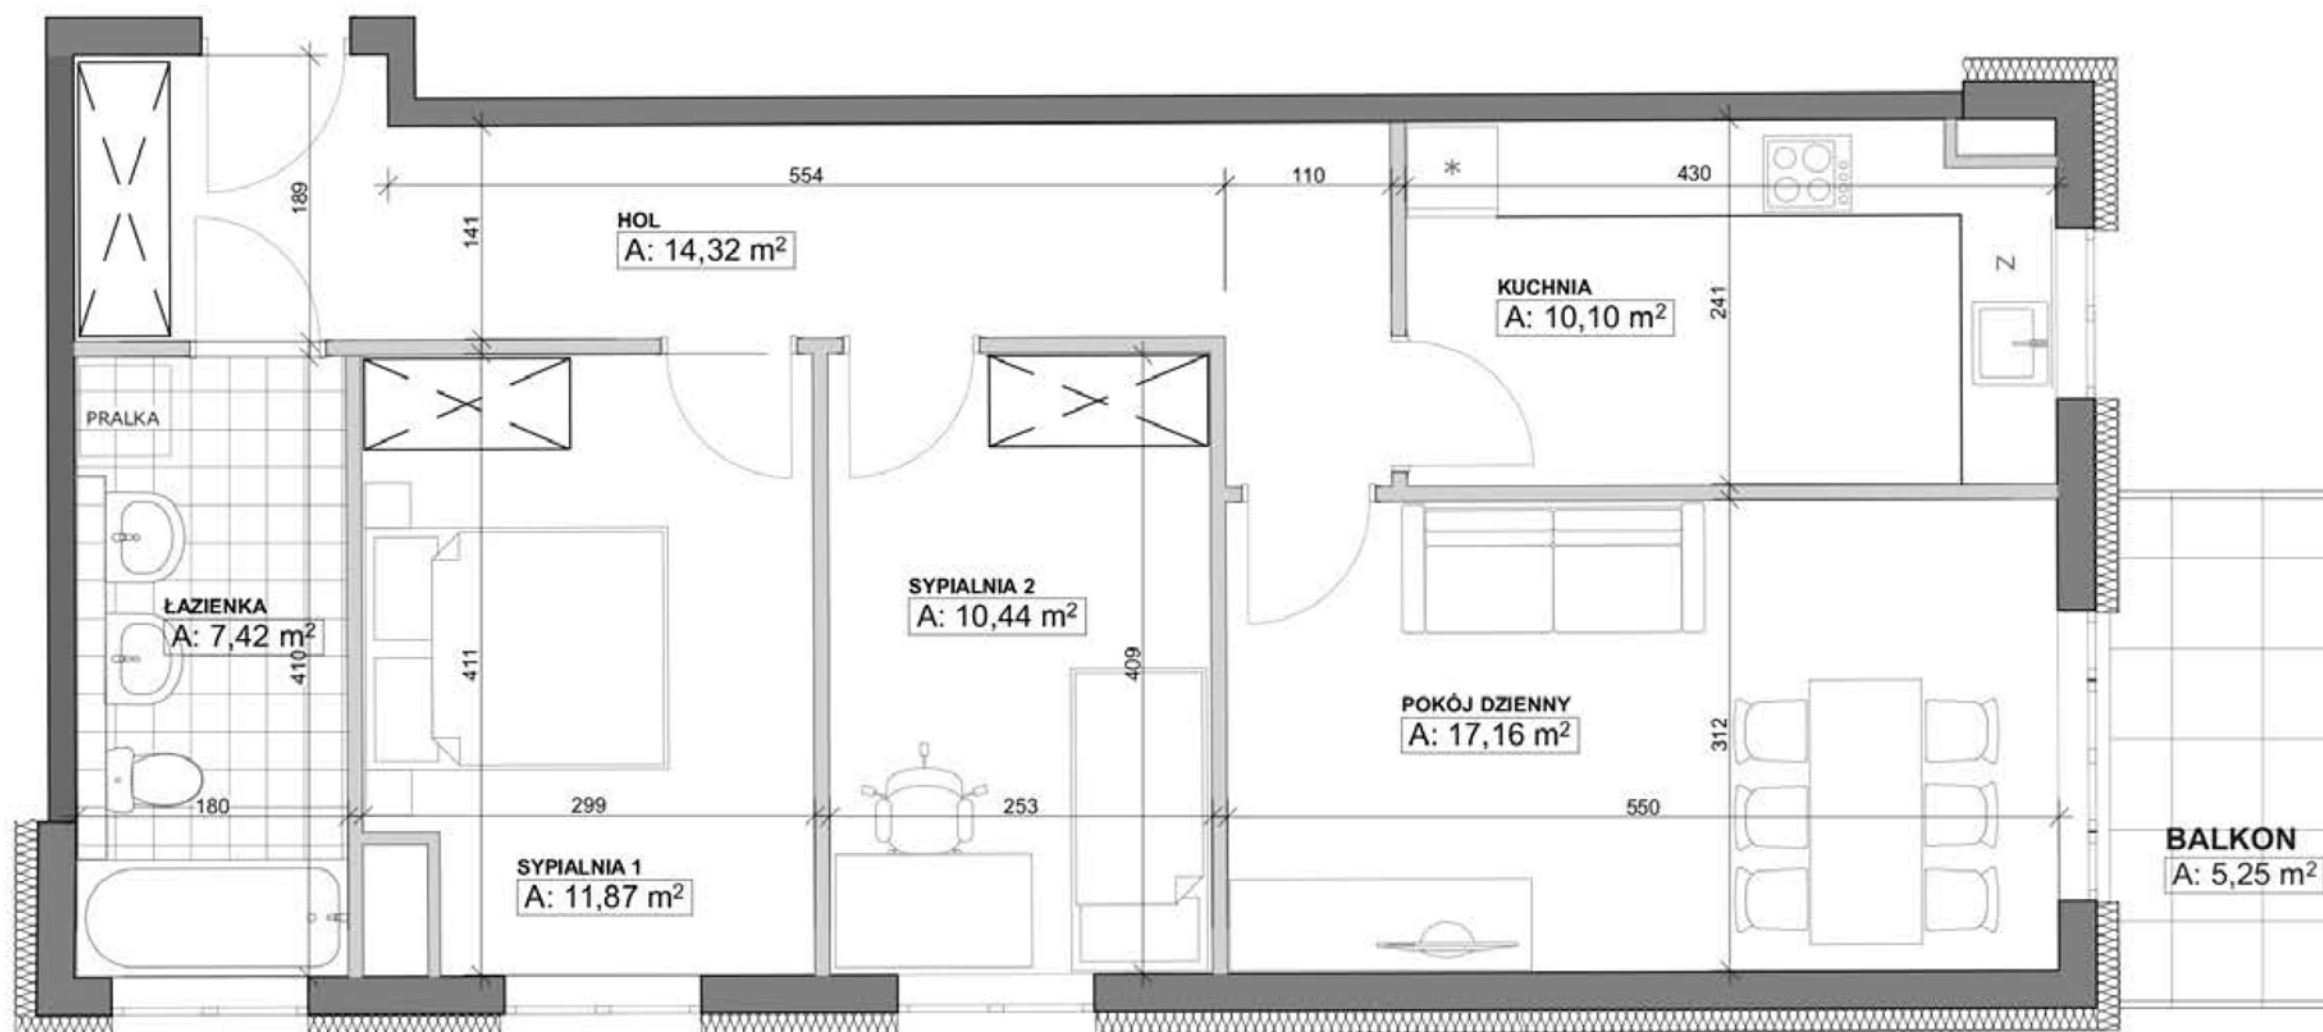 554
110
430
189
141
HOL
A: 14,32 m²
*
Z
KUCHNIA
A: 10,10 m²
241
PRALKA
ŁAZIENKA
A: 7,42 m²
410
411
SYPIALNIA 2
A: 10,44 m²
409
POKÓJ DZIENNY
A: 17,16 m²
312
180
299
253
550
SYPIALNIA 1
A: 11,87 m²
BALKON
A: 5,25 m²